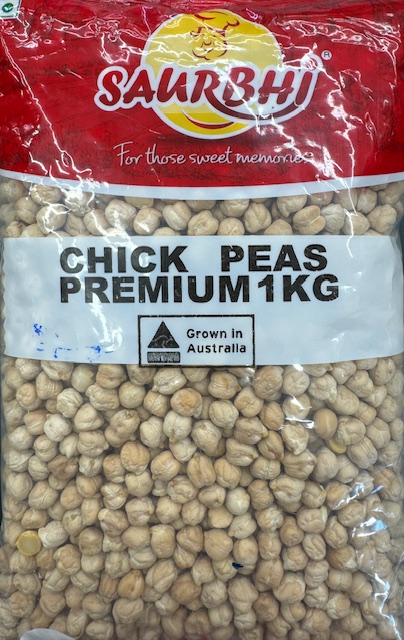 SAURBHI®
For those sweet memories
CHICK PEAS
PREMIUM 1KG
Grown in
Australia